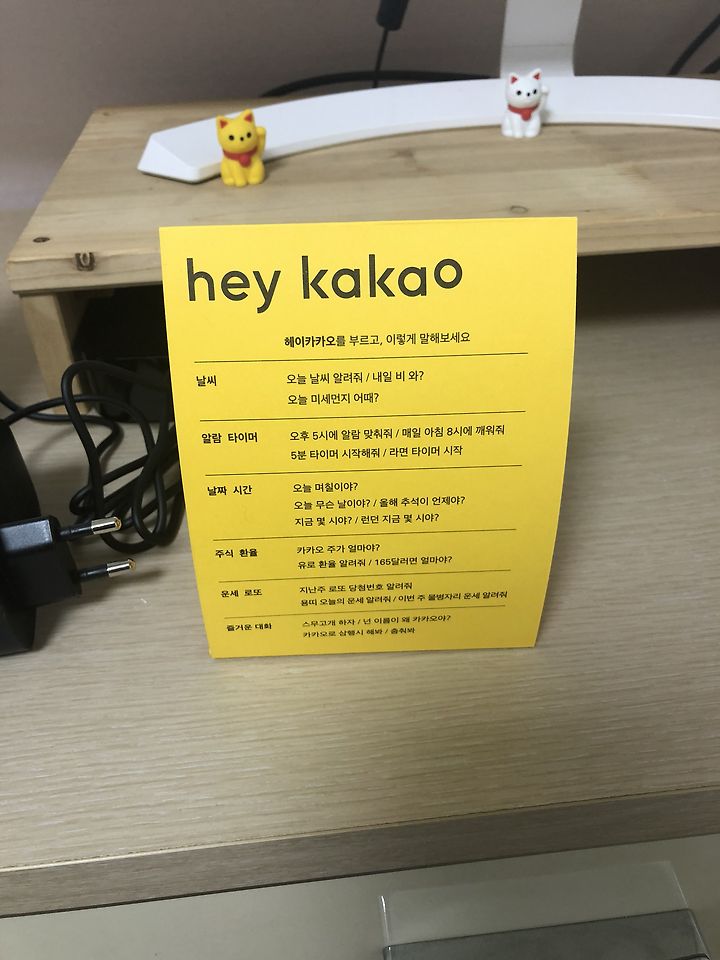 hey kakao
헤이카카오를 부르고, 이렇게 말해보세요
날씨 오늘 날씨 알려줘 / 내일 비 와?
오늘 미세먼지 어때?
알람 타이머 오후 5시에 알람 맞춰줘 / 매일 아침 8시에 깨워줘
5분 타이머 시작해줘 / 라면 타이머 시작
날짜 시간 오늘 며칠이야?
오늘 무슨 날이야? / 올해 추석이 언제야?
지금 몇 시야? / 런던 지금 몇 시야?
주식 환율 카카오 주가 얼마야?
유로 환율 알려줘 / 165달러면 얼마야?
운세 로또 지난주 로또 당첨번호 알려줘
용띠 오늘의 운세 알려줘 / 이번 주 물병자리 운세 알려줘
즐거운 대화 스무고개 하자 / 넌 이름이 왜 카카오야?
카카오로 삼행시 해봐 / 춤춰봐